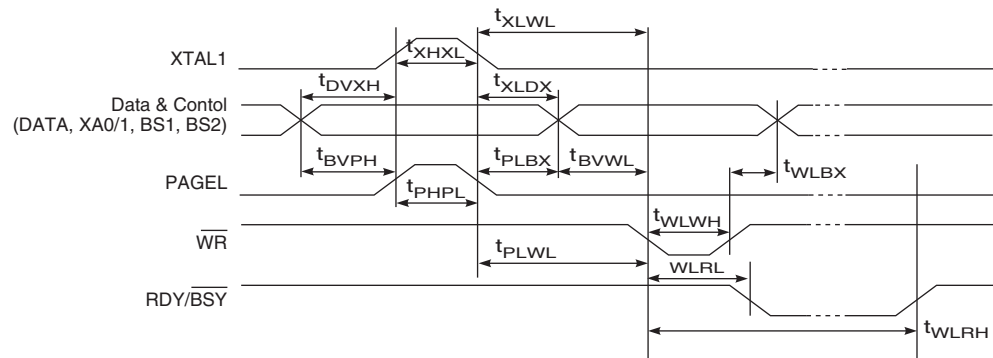 tXLWL
XTAL1
tXHXL
tDVXH
tXLDX
Data & Contol
(DATA, XA0/1, BS1, BS2)
tBVPH
tPLBX
tBVWL
tWLBX
PAGEL
tPHPL
tWLWH
WR
tPLWL
WLRL
RDY/BSY
tWLRH